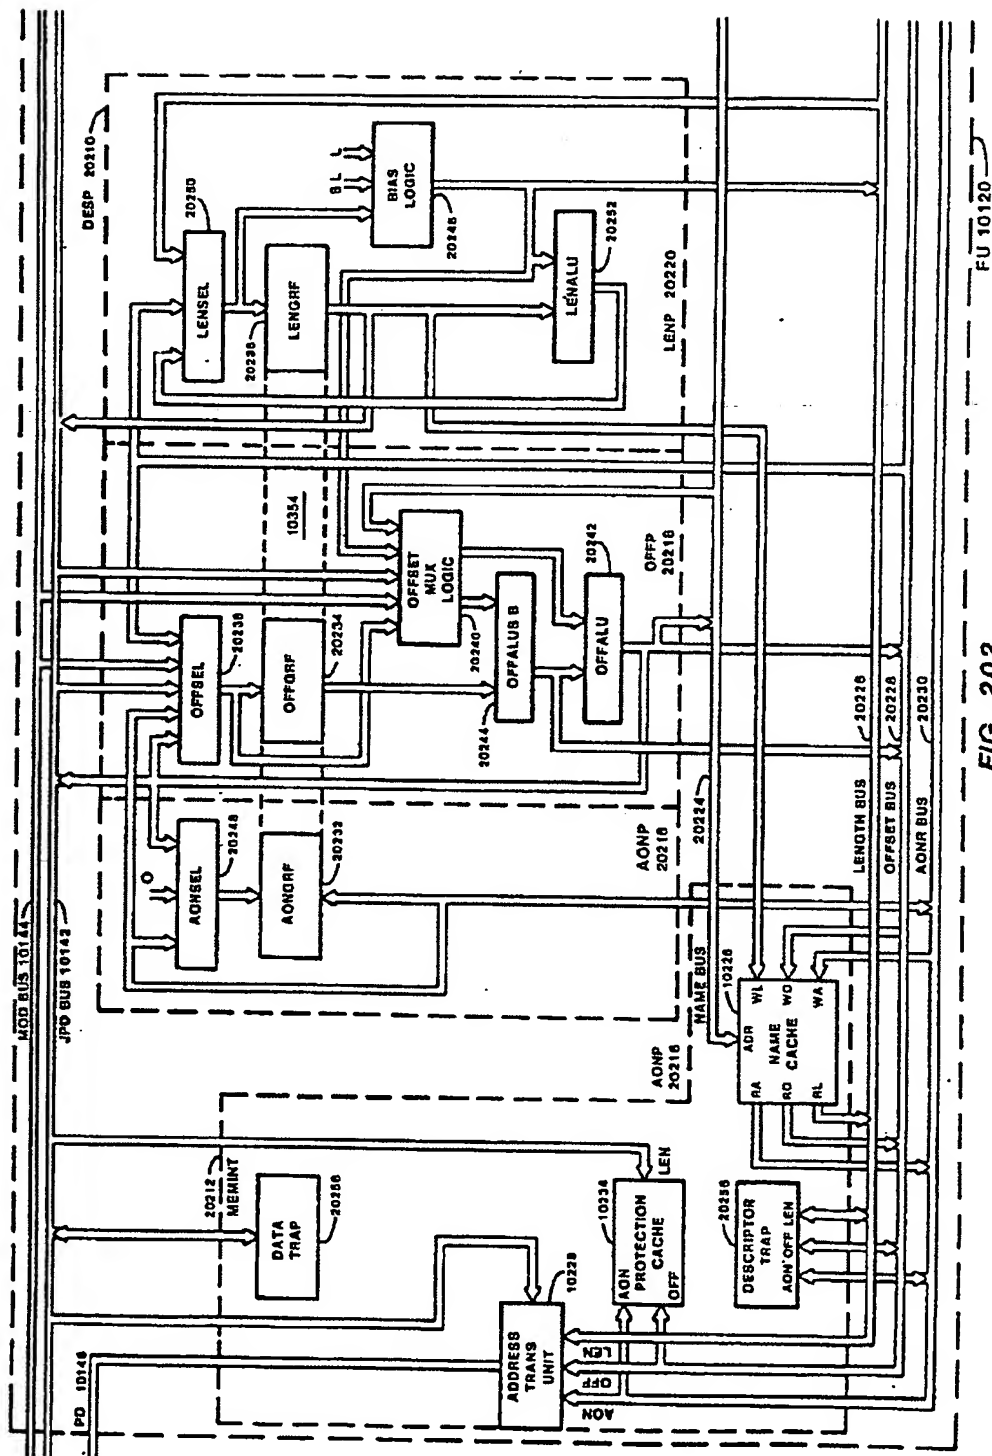 MOD BUS 10144
JPD BUS 10142
PD 10148
DESP 20210
20212
MEMINT
DATA
TRAP
20258
ADDRESS
TRANS
UNIT
10228
AON
OFF
LEN
AON
PROTECTION
CACHE
OFF
10234
LEN
DESCRIPTOR
TRAP
AON OFF LEN
20256
AONP
20216
NAME BUS
10226
ADR
NAME
CACHE
RA
RO
RL
WL
WO
WA
AONSEL
O
20248
AONGRF
20232
AONP
20216
20224
OFFSEL
20238
OFFGRF
20234
10354
OFFSET
MUX
LOGIC
20240
OFFALUS B
20244
OFFALU
20242
OFFP
20218
LENSEL
20250
LENGRF
20236
BIAS
LOGIC
B L
L
20246
LENALU
20252
LENP 20220
LENGTH BUS
20226
OFFSET BUS
20228
AONR BUS
20230
FU 10120
FIG 202